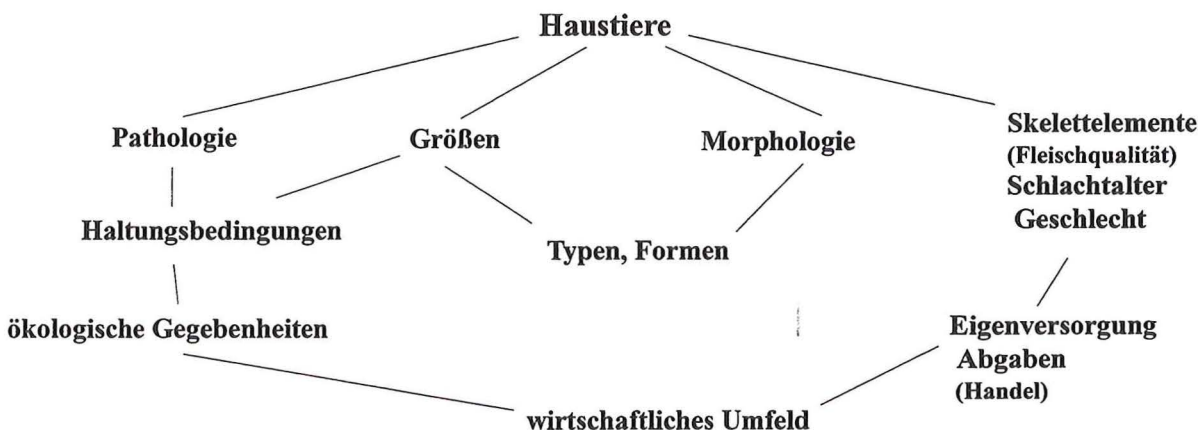 Haustiere
Pathologie
Größen
Morphologie
Skelettelemente
(Fleischqualität)
Schlachtalter
Geschlecht
Haltungsbedingungen
Typen, Formen
ökologische Gegebenheiten
Eigenversorgung
Abgaben
(Handel)
wirtschaftliches Umfeld